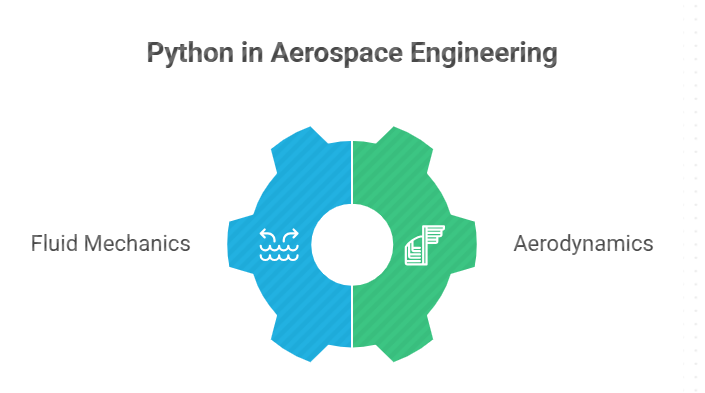 Python in Aerospace Engineering
Fluid Mechanics
Aerodynamics